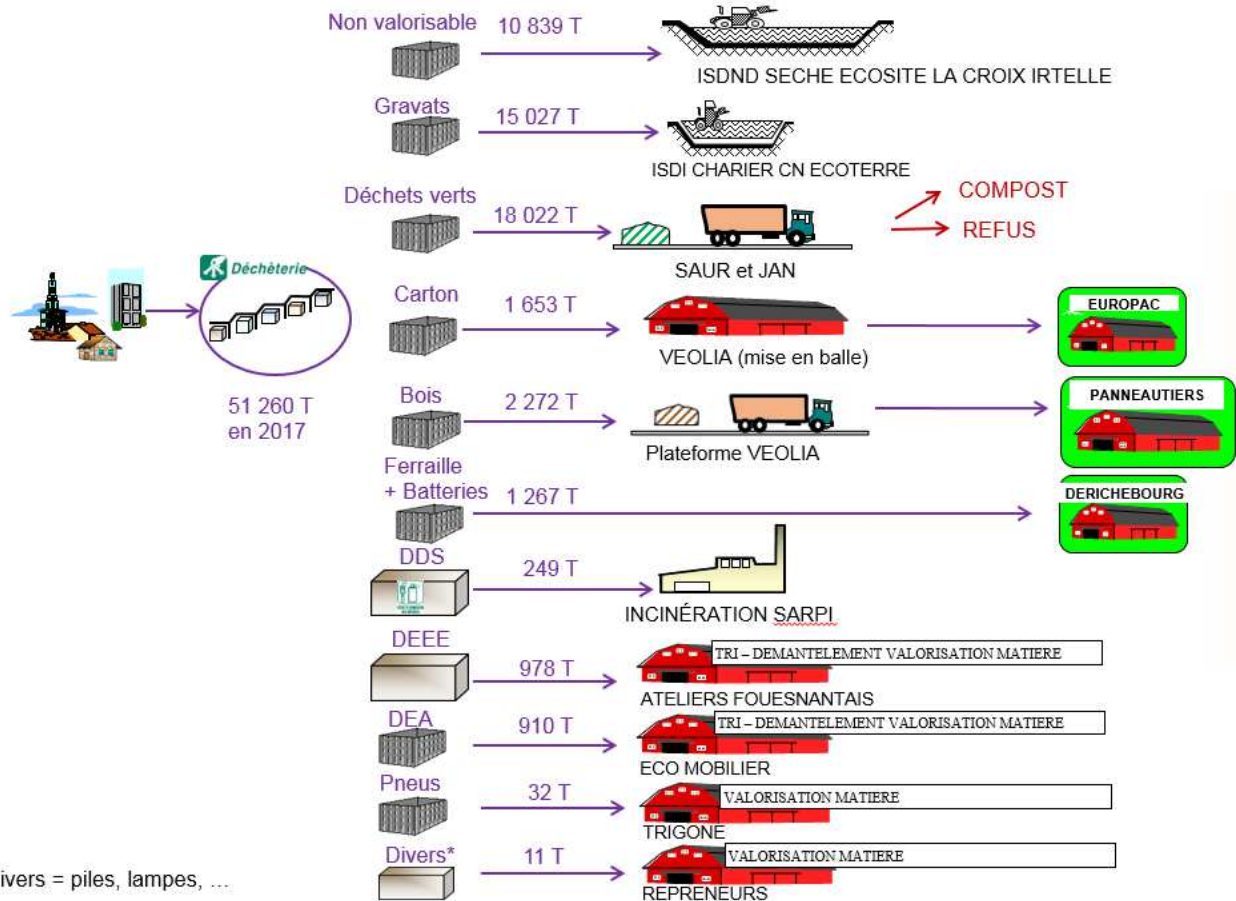 Non valorisable
10 839 T
ISDND SECHE ECOSITE LA CROIX IRTELLE
Gravats
15 027 T
ISDI CHARIER CN ECOTERRE
Déchets verts
18 022 T
SAUR et JAN
COMPOST
REFUS
Déchèterie
51 260 T
en 2017
Carton
1 653 T
VEOLIA (mise en balle)
EUROPAC
Bois
2 272 T
Plateforme VEOLIA
PANNEAUTIERS
Ferraille
+ Batteries
1 267 T
DERICHEBOURG
DDS
249 T
INCINÉRATION SARPI
DEEE
978 T
TRI – DEMANTELEMENT VALORISATION MATIERE
ATELIERS FOUESNANTAIS
DEA
910 T
TRI – DEMANTELEMENT VALORISATION MATIERE
ECO MOBILIER
Pneus
32 T
VALORISATION MATIERE
TRIGONE
Divers*
11 T
VALORISATION MATIERE
REPRENEURS
ivers = piles, lampes, …